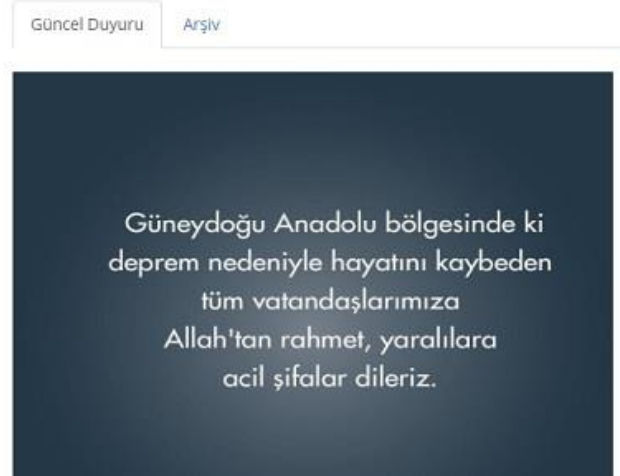 Güncel Duyuru Arşiv
Güneydoğu Anadolu bölgesinde ki
deprem nedeniyle hayatını kaybeden
tüm vatandaşlarımıza
Allah'tan rahmet, yaralılara
acil şifalar dileriz.